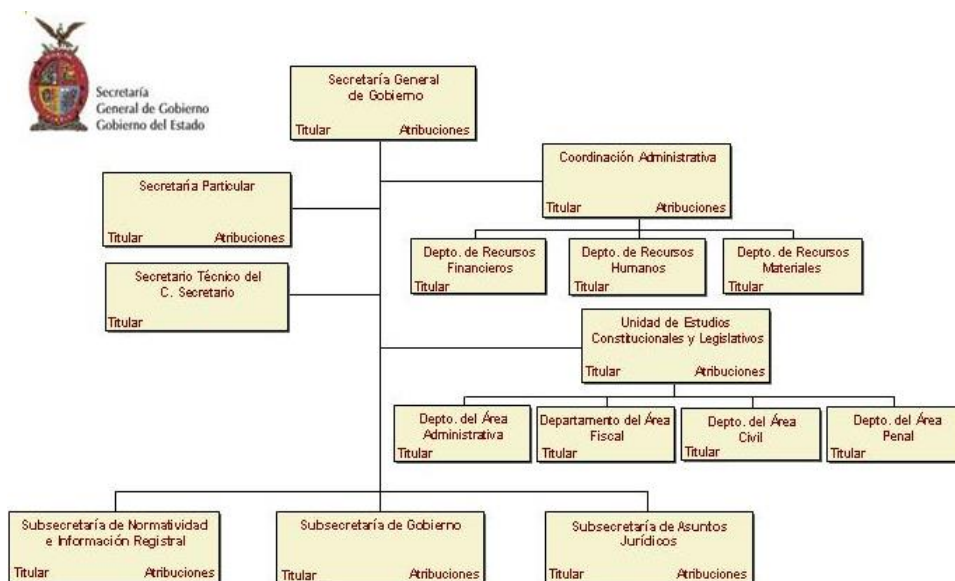 Secretaría
General de Gobierno
Gobierno del Estado
Secretaría General
de Gobierno
Titular Atribuciones
Coordinación Administrativa
Titular Atribuciones
Secretaría Particular
Titular Atribuciones
Depto. de Recursos
Financieros
Titular
Depto. de Recursos
Humanos
Titular
Depto. de Recursos
Materiales
Titular
Secretario Técnico del
C. Secretario
Titular
Unidad de Estudios
Constitucionales y Legislativos
Titular Atribuciones
Depto. del Área
Administrativa
Titular
Departamento del Área
Fiscal
Titular
Depto. del Área
Civil
Titular
Depto. del Área
Penal
Titular
Subsecretaría de Normatividad
e Información Registral
Titular Atribuciones
Subsecretaría de Gobierno
Titular Atribuciones
Subsecretaría de Asuntos
Jurídicos
Titular Atribuciones